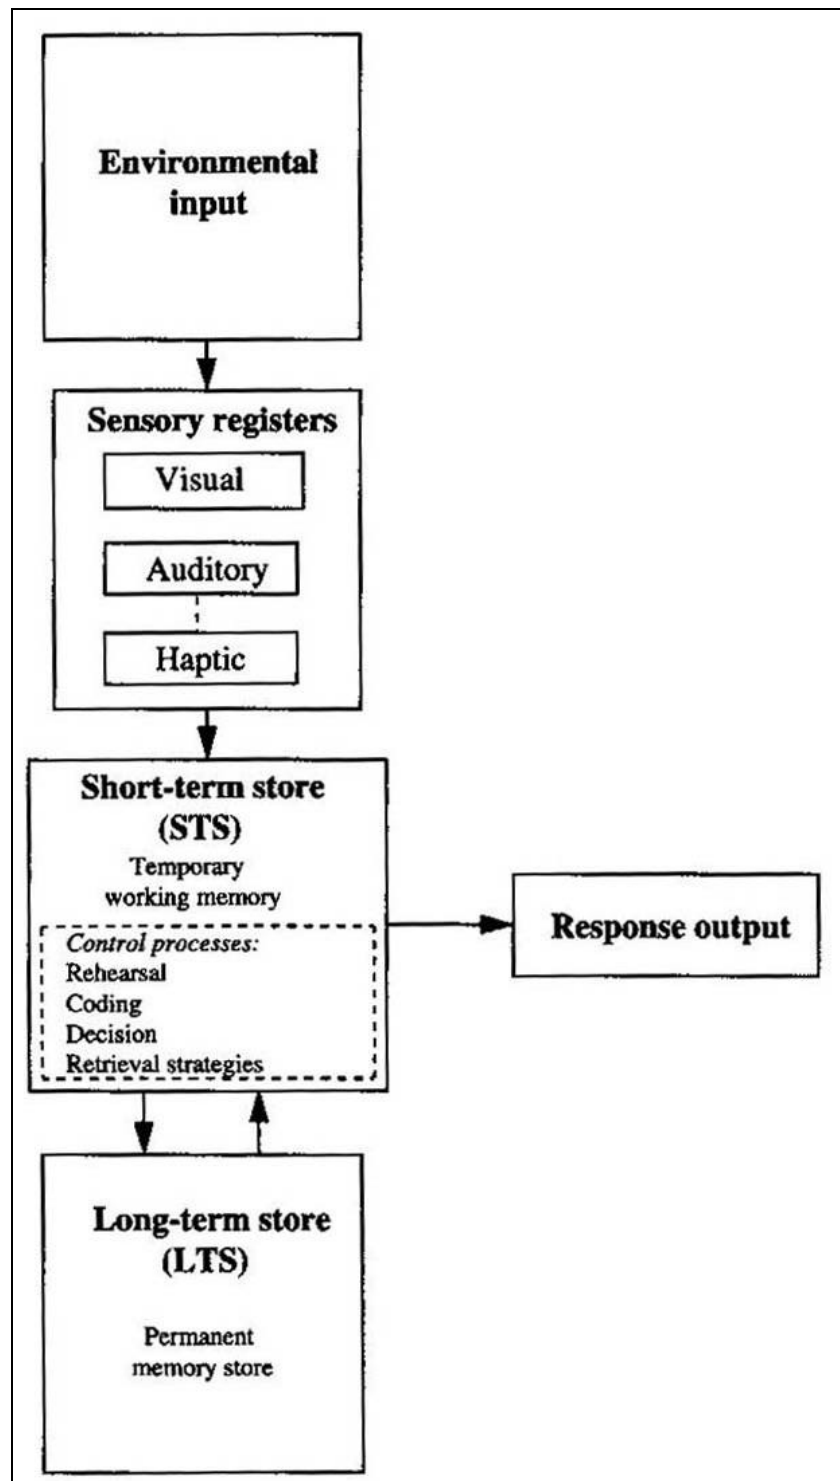 Environmental
input
Sensory registers
Visual
Auditory
Haptic
Short-term store
(STS)
Temporary
working memory
Control processes:
Rehearsal
Coding
Decision
Retrieval strategies
Response output
Long-term store
(LTS)
Permanent
memory store